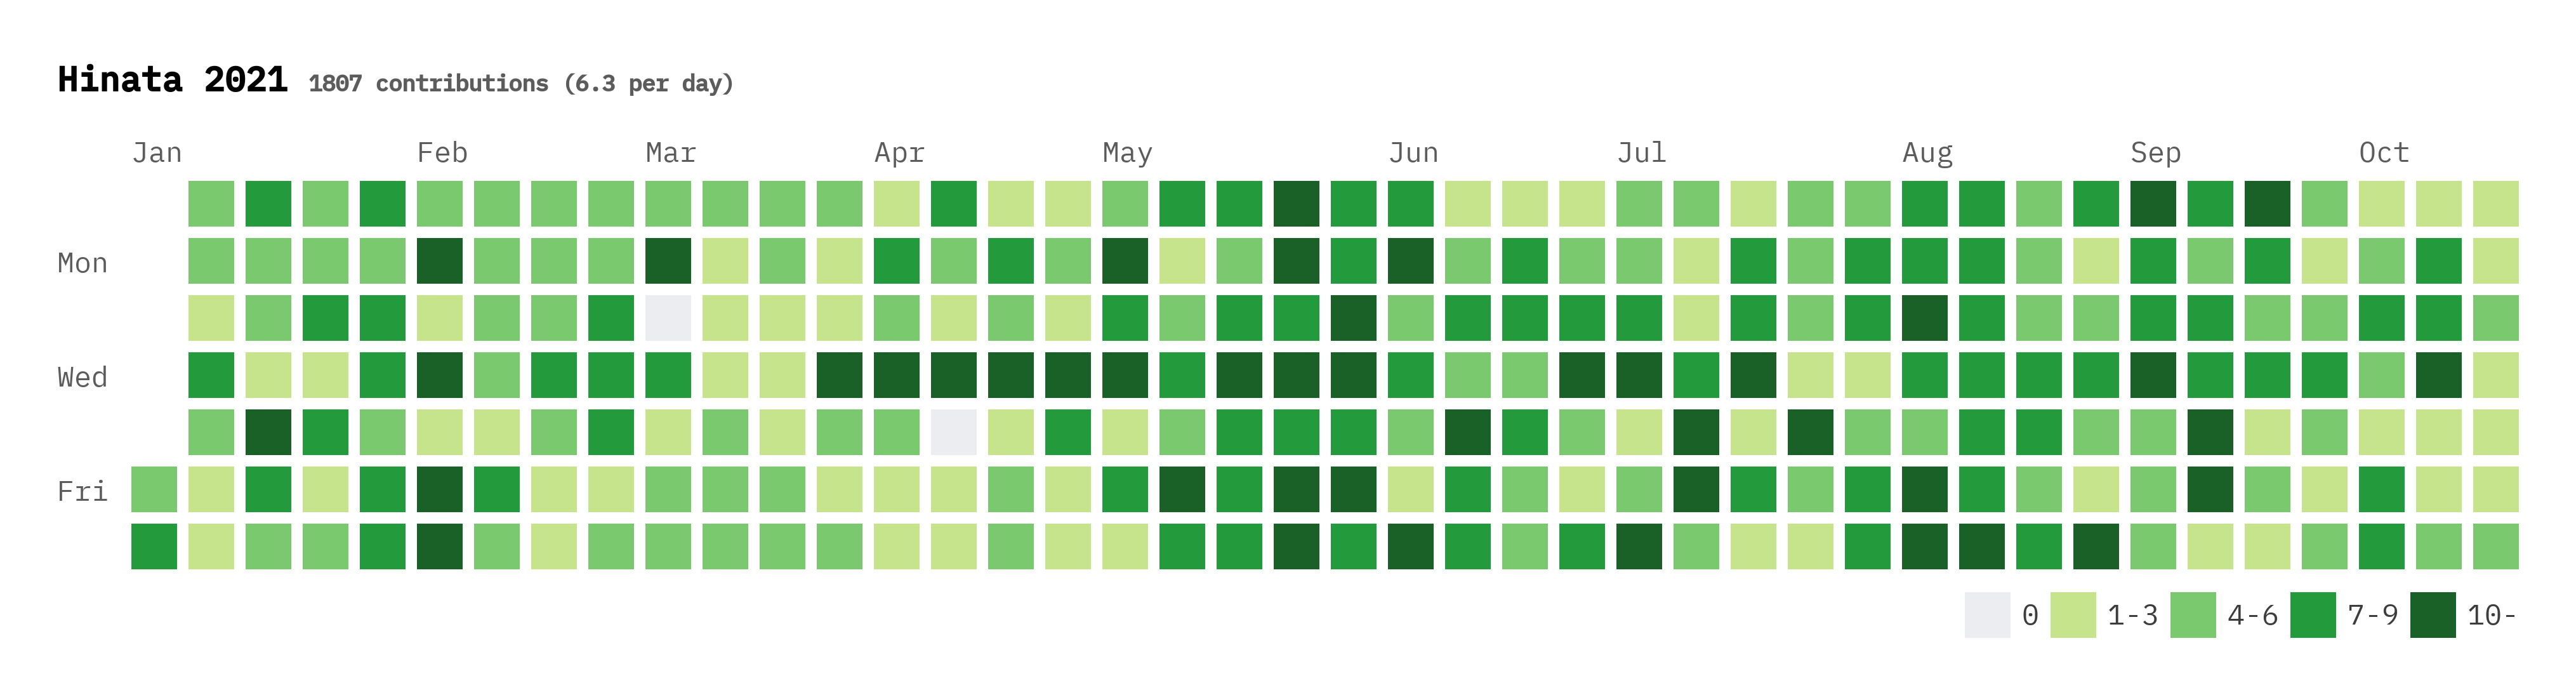 Hinata 2021 1807 contributions (6.3 per day)
Jan Feb Mar Apr May Jun Jul Aug Sep Oct
Mon
Wed
Fri
0 1-3 4-6 7-9 10-